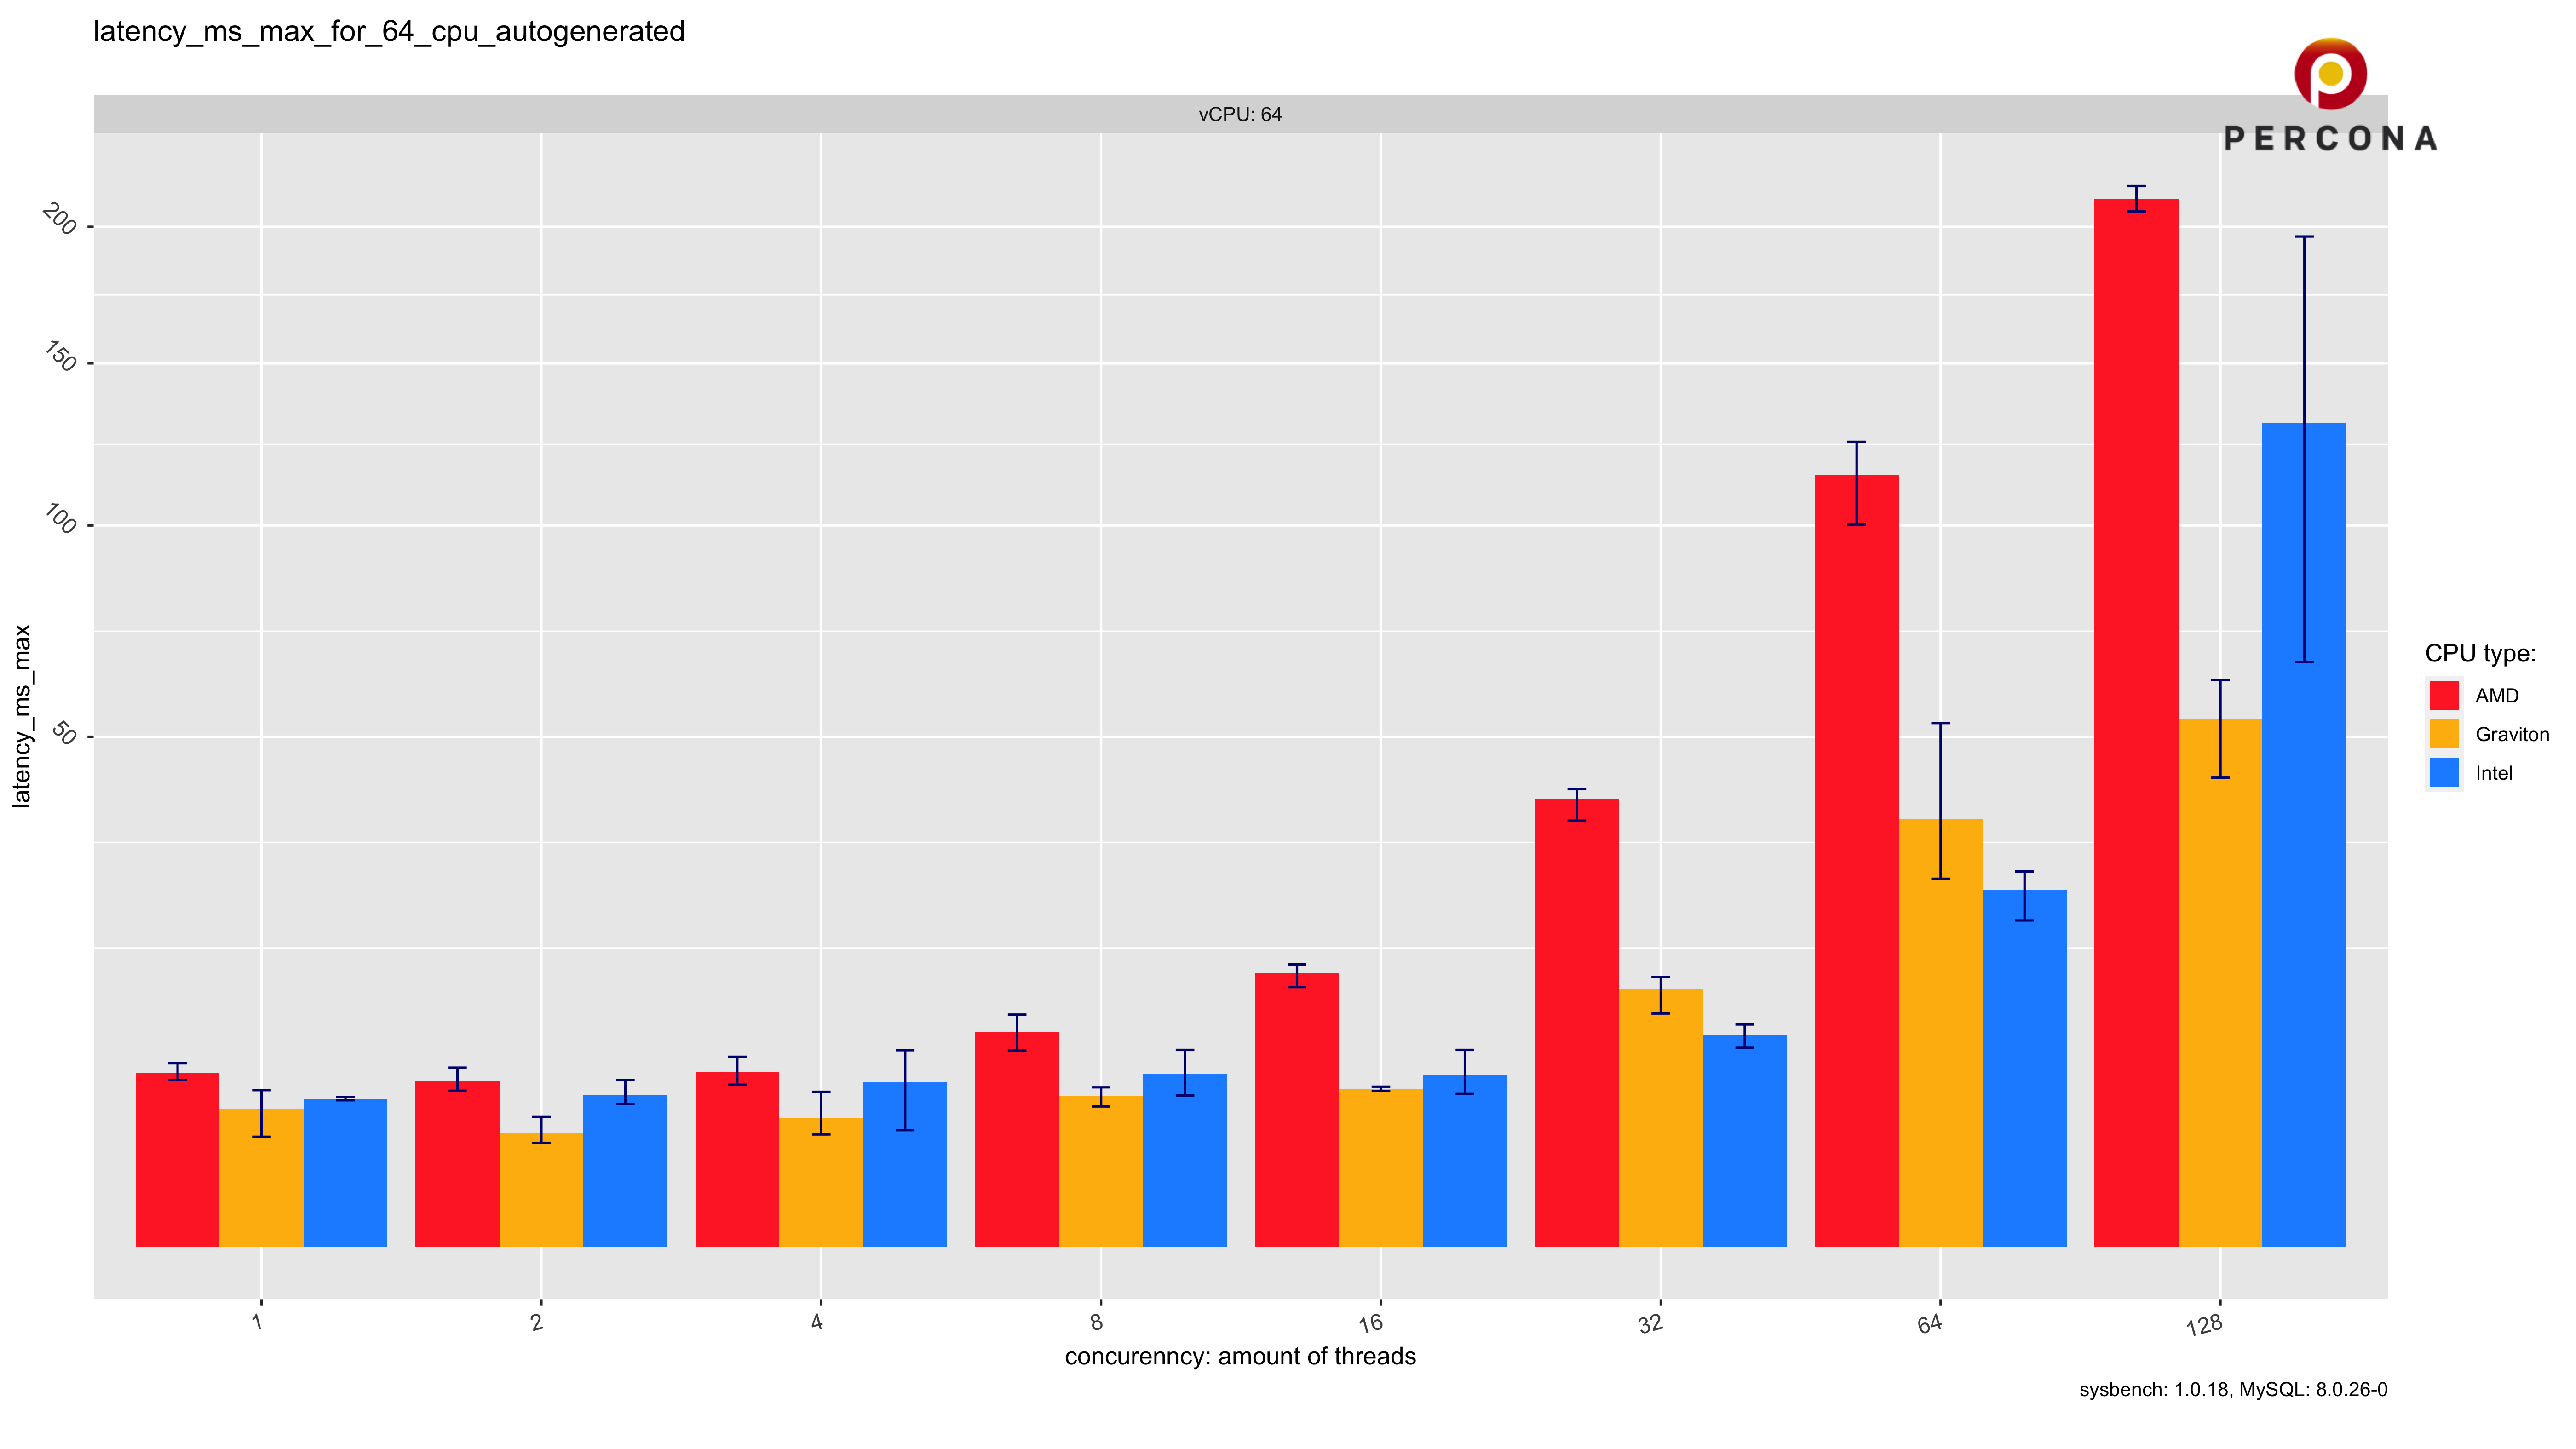 latency_ms_max_for_64_cpu_autogenerated
PERCONA
vCPU: 64
latency_ms_max
200
150
100
50
CPU type:
AMD
Graviton
Intel
1 2 4 8 16 32 64 128
concurenncy: amount of threads
sysbench: 1.0.18, MySQL: 8.0.26-0